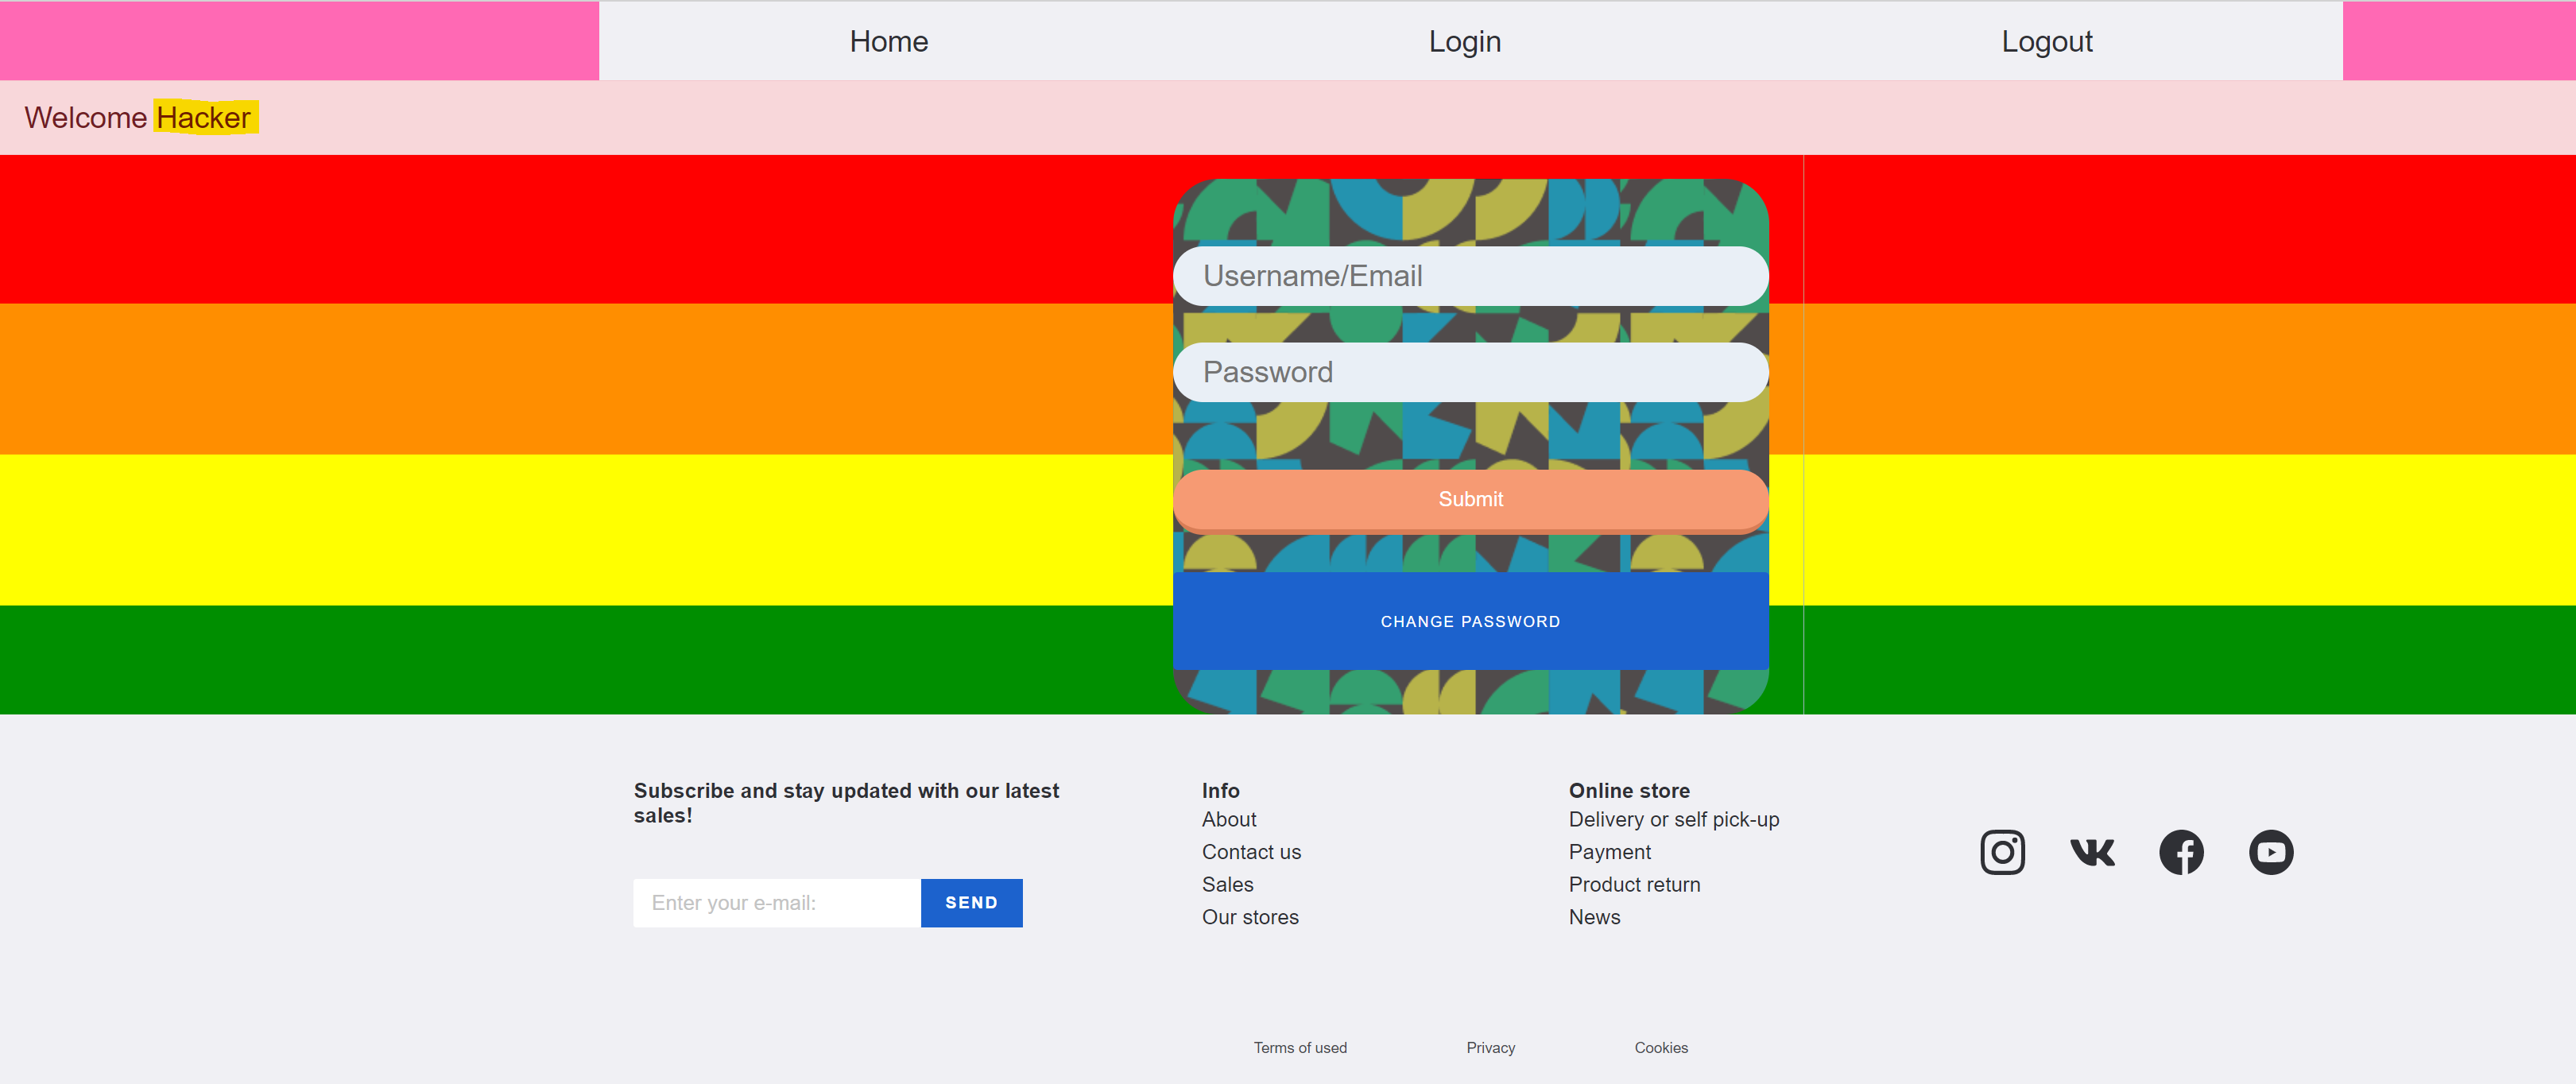 Home
Login
Logout
Welcome Hacker
Username/Email
Password
Submit
CHANGE PASSWORD
Subscribe and stay updated with our latest
sales!
Enter your e-mail:
SEND
Info
About
Contact us
Sales
Our stores
Online store
Delivery or self pick-up
Payment
Product return
News
Terms of used
Privacy
Cookies